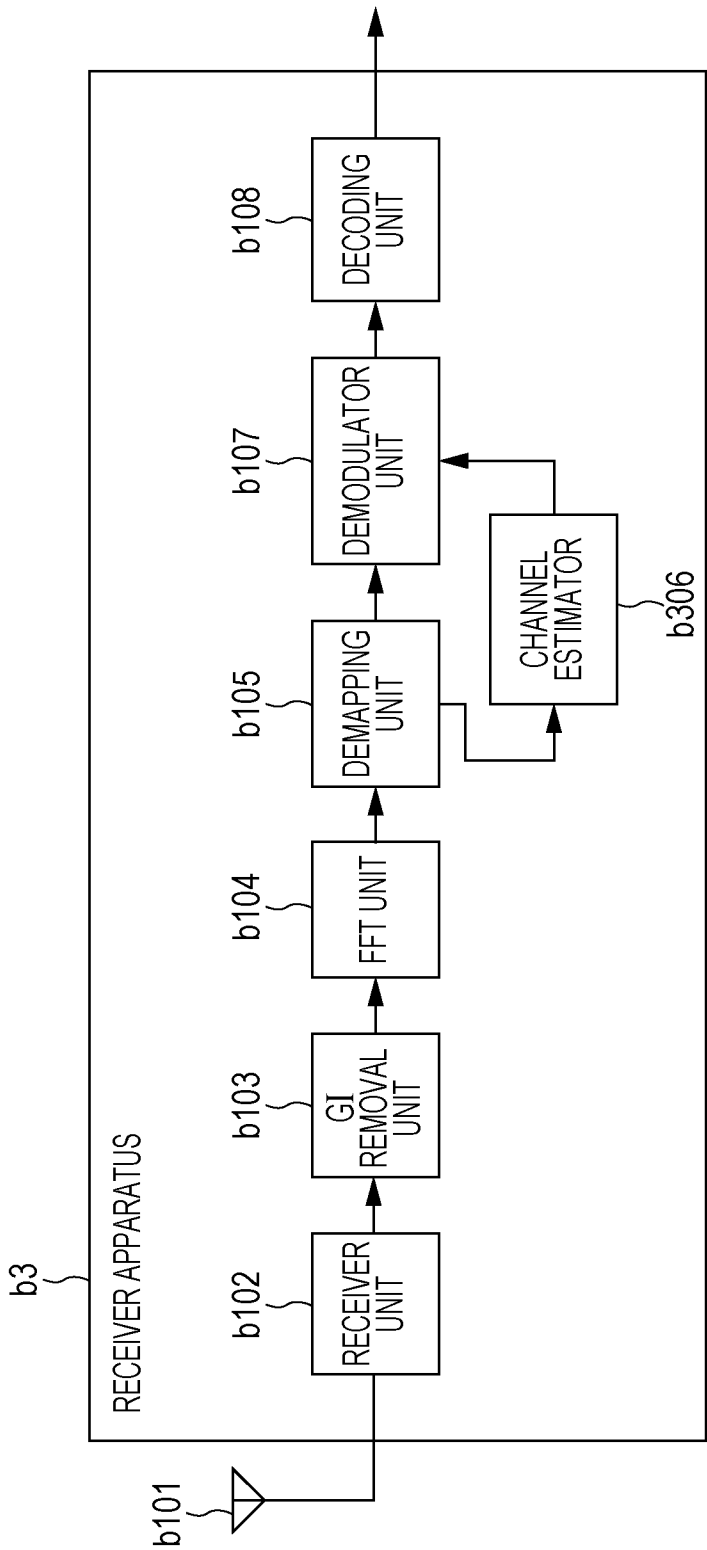 b3
RECEIVER APPARATUS
b101
b102
RECEIVER
UNIT
b103
GI
REMOVAL
UNIT
b104
FFT UNIT
b105
DEMAPPING
UNIT
b107
DEMODULATOR
UNIT
b108
DECODING
UNIT
CHANNEL
ESTIMATOR
b306